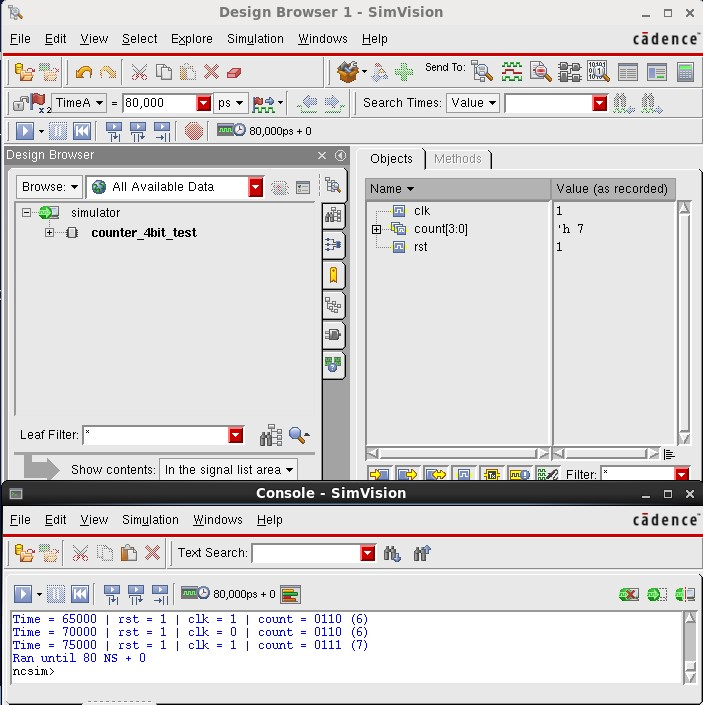 Design Browser 1 - SimVision
File Edit View Select Explore Simulation Windows Help cādence
Send To:
x2 TimeA = 80,000 ps Search Times: Value
80,000ps + 0
Design Browser
Objects Methods
Browse: All Available Data
Name Value (as recorded)
simulator
clk 1
counter_4bit_test
count[3:0] 'h 7
rst 1
Leaf Filter: *
Show contents: In the signal list area
Filter: *
Console - SimVision
File Edit View Simulation Windows Help cādence
Text Search:
80,000ps + 0
Time = 65000 | rst = 1 | clk = 1 | count = 0110 (6)
Time = 70000 | rst = 1 | clk = 0 | count = 0110 (6)
Time = 75000 | rst = 1 | clk = 1 | count = 0111 (7)
Ran until 80 NS + 0
ncsim>